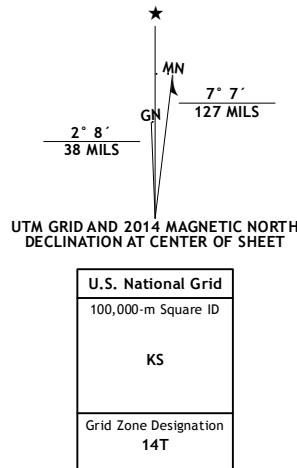 MN
GN
7° 7´
127 MILS
2° 8´
38 MILS
UTM GRID AND 2014 MAGNETIC NORTH
DECLINATION AT CENTER OF SHEET
U.S. National Grid
100,000-m Square ID
KS
Grid Zone Designation
14T